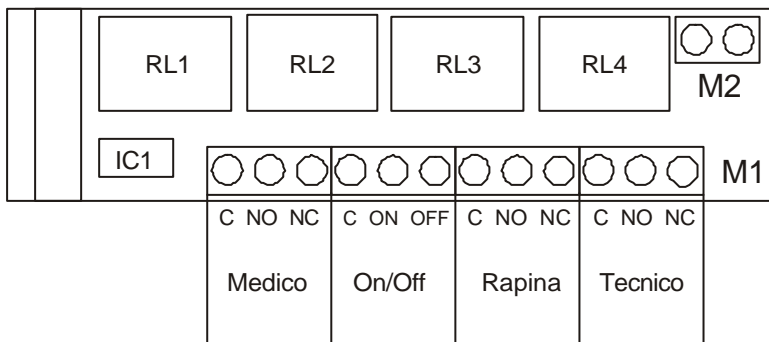 RL1 RL2 RL3 RL4
M2
IC1
M1
C NO NC C ON OFF C NO NC C NO NC
Medico On/Off Rapina Tecnico